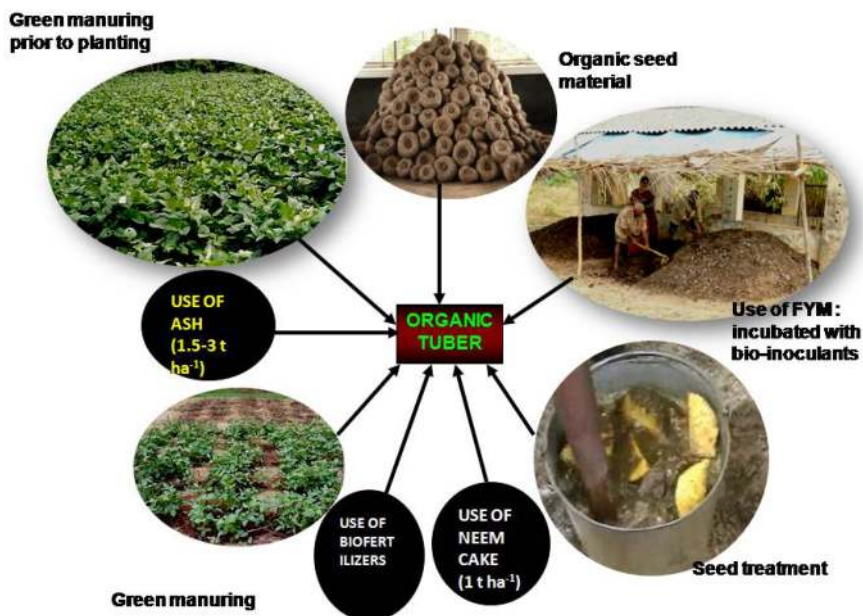 Green manuring
prior to planting
Organic seed
material
Use of FYM :
incubated with
bio-inoculants
USE OF
ASH
(1.5-3 t
ha⁻¹)
ORGANIC
TUBER
Seed treatment
USE OF
NEEM
CAKE
(1 t ha⁻¹)
USE OF
BIOFERT
ILIZERS
Green manuring